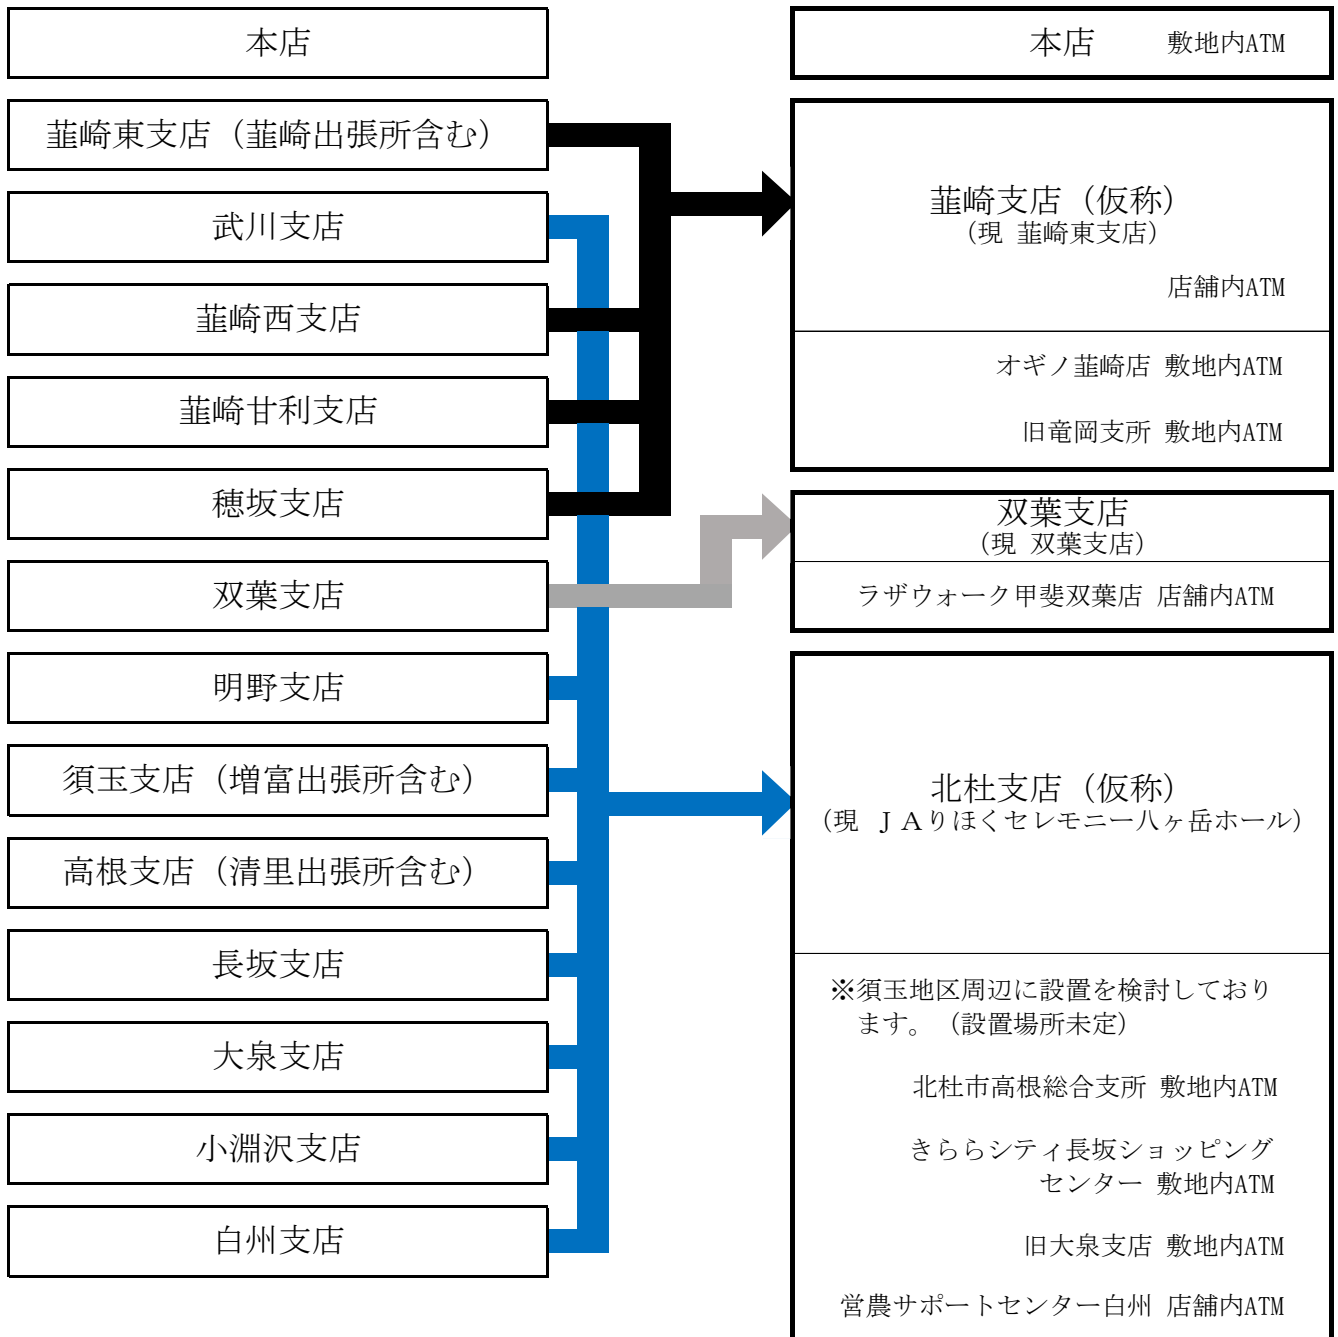 本店
韮崎東支店（韮崎出張所含む）
武川支店
韮崎西支店
韮崎甘利支店
穂坂支店
双葉支店
明野支店
須玉支店（増富出張所含む）
高根支店（清里出張所含む）
長坂支店
大泉支店
小淵沢支店
白州支店
本店 敷地内ATM
韮崎支店（仮称）
（現 韮崎東支店）
店舗内ATM
オギノ韮崎店 敷地内ATM
旧竜岡支所 敷地内ATM
双葉支店
（現 双葉支店）
ラザウォーク甲斐双葉店 店舗内ATM
北杜支店（仮称）
（現 ＪＡりほくセレモニー八ヶ岳ホール）
※須玉地区周辺に設置を検討しており
ます。（設置場所未定）
北杜市高根総合支所 敷地内ATM
きららシティ長坂ショッピング
センター 敷地内ATM
旧大泉支店 敷地内ATM
営農サポートセンター白州 店舗内ATM